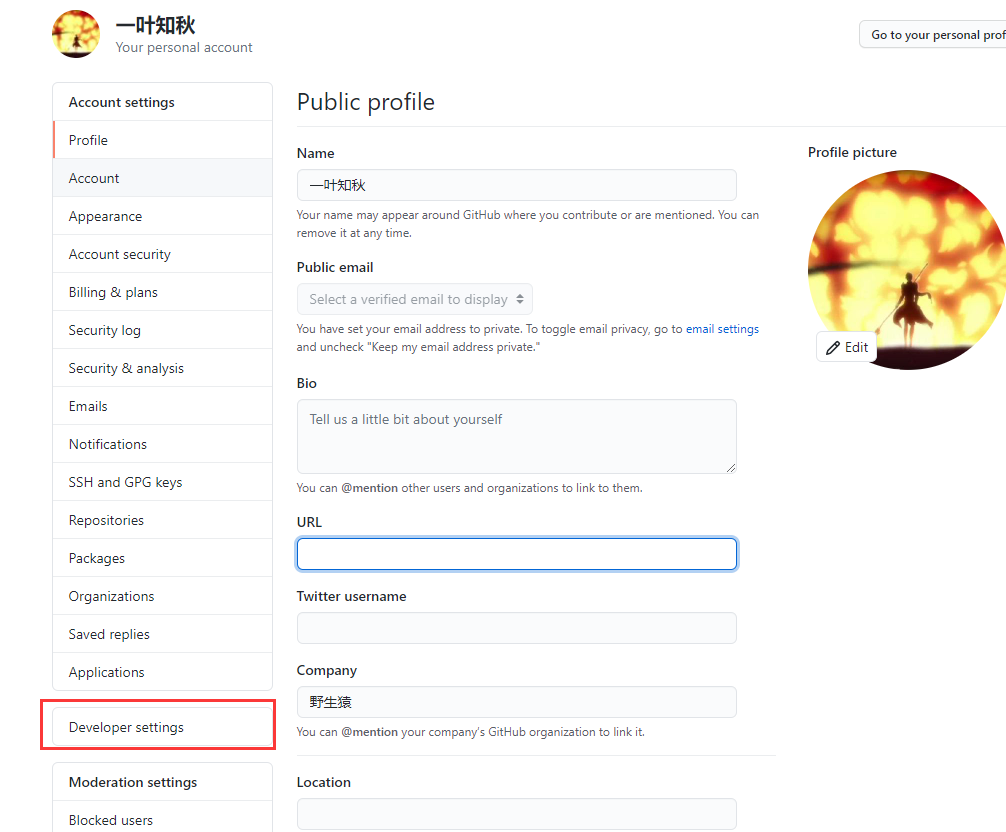 一叶知秋
Your personal account
Go to your personal prof
Account settings
Profile
Account
Appearance
Account security
Billing & plans
Security log
Security & analysis
Emails
Notifications
SSH and GPG keys
Repositories
Packages
Organizations
Saved replies
Applications
Developer settings
Moderation settings
Blocked users
Public profile
Name
一叶知秋
Your name may appear around GitHub where you contribute or are mentioned. You can
remove it at any time.
Public email
Select a verified email to display
You have set your email address to private. To toggle email privacy, go to email settings
and uncheck "Keep my email address private."
Bio
Tell us a little bit about yourself
You can @mention other users and organizations to link to them.
URL
Twitter username
Company
野生猿
You can @mention your company's GitHub organization to link it.
Location
Profile picture
Edit